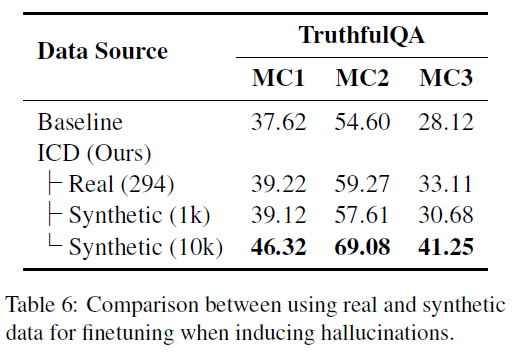 Data Source TruthfulQA
MC1 MC2 MC3
Baseline 37.62 54.60 28.12
ICD (Ours)
Real (294) 39.22 59.27 33.11
Synthetic (1k) 39.12 57.61 30.68
Synthetic (10k) 46.32 69.08 41.25
Table 6: Comparison between using real and synthetic
data for finetuning when inducing hallucinations.